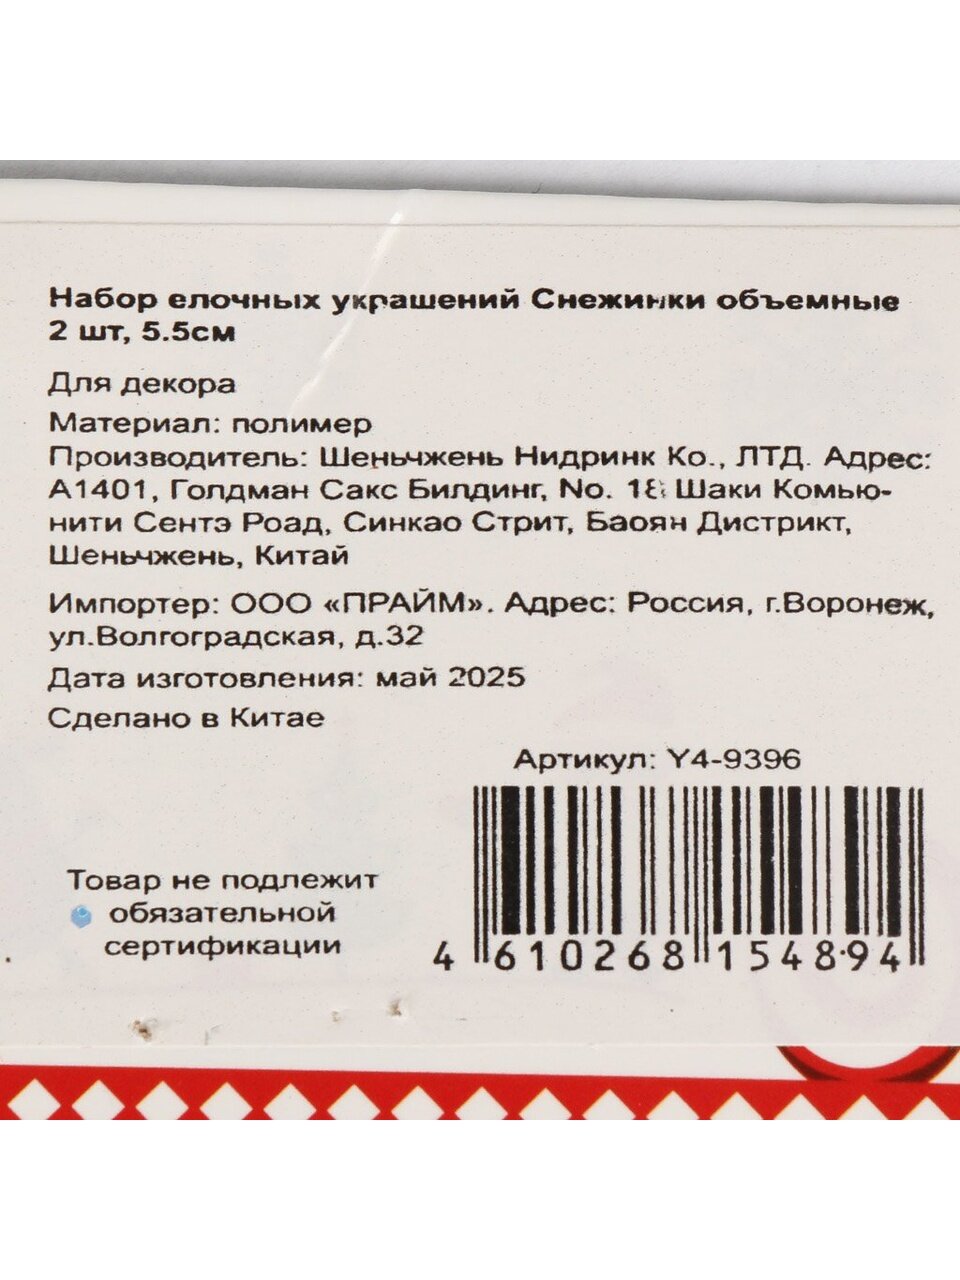 Набор елочных украшений Снежинки объемные
2 шт, 5.5см
Для декора
Материал: полимер
Производитель: Шеньчжень Нидринк Ко., ЛТД. Адрес:
А1401, Голдман Сакс Билдинг, No. Шаки Комью-
нити Сентэ Роад, Синкао Стрит, Баоян Дистрикт,
Шеньчжень, Китай
Импортер: ООО «ПРАЙМ». Адрес: Россия, г.Воронеж,
ул.Волгоградская, д.32
Дата изготовления: май 2025
Сделано в Китае
Артикул: Y4-9396
Товар не подлежит
обязательной
сертификации
4 610268 154894